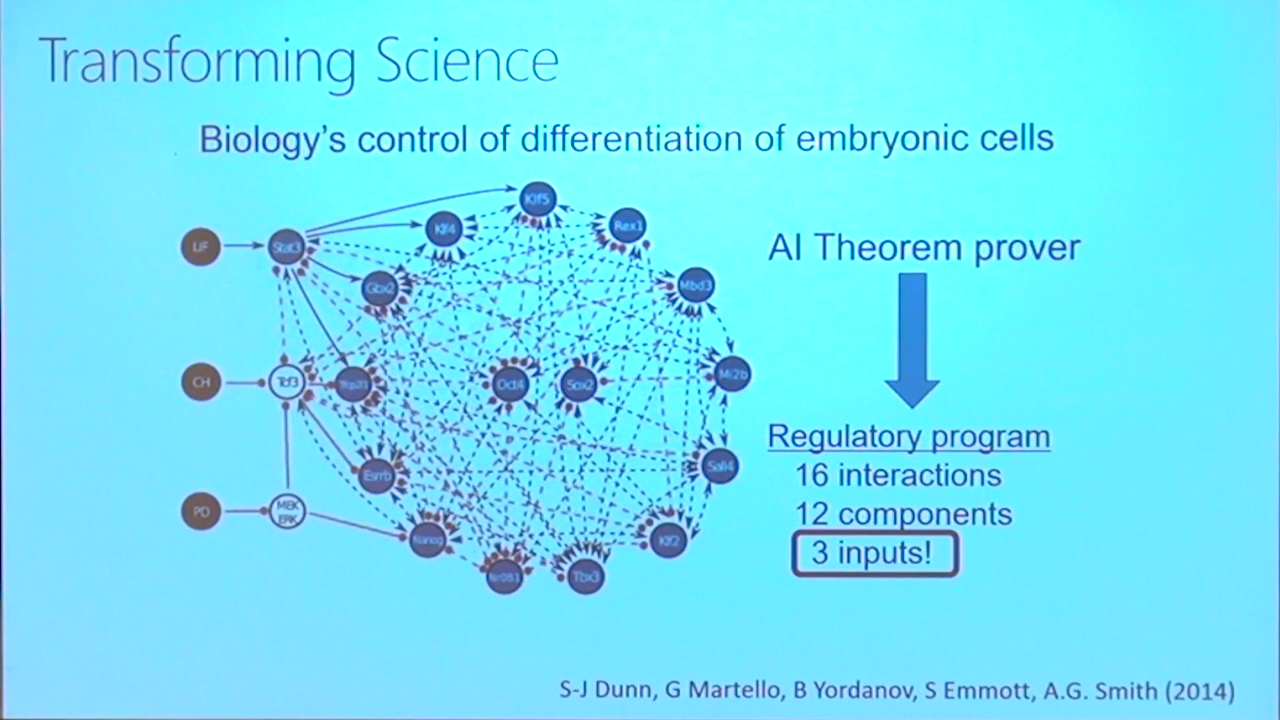 Transforming Science
Biology's control of differentiation of embryonic cells
Klf5
Rex1
Klf4
LIF
Stat3
Gbx2
Mbd3
AI Theorem prover
CH
Tcf3
Oct4
Sox2
Mi2b
Regulatory program
16 interactions
12 components
3 inputs!
Sall4
Esrrb
PD
MEK
ERK
Nanog
Klf2
Nr0B1
Tbx3
S-J Dunn, G Martello, B Yordanov, S Emmott, A.G. Smith (2014)